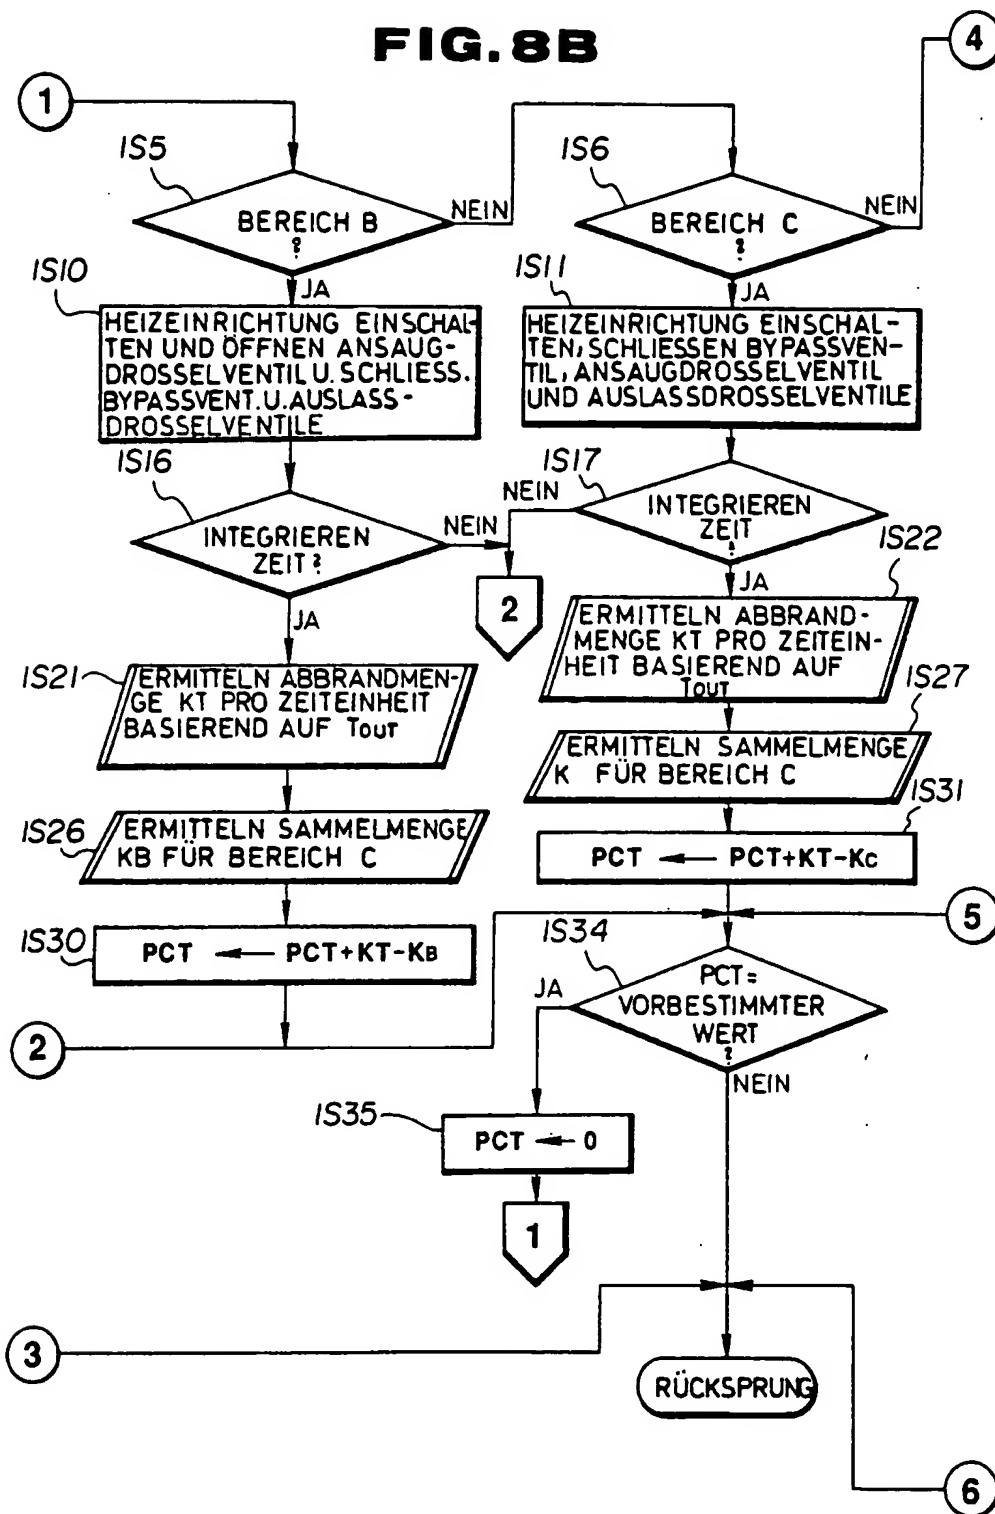 FIG. 8B
4
1
IS5
IS6
BEREICH B
?
NEIN
BEREICH C
?
NEIN
IS10
JA
IS11
JA
HEIZEINRICHTUNG EINSCHAL-
TEN UND ÖFFNEN ANSAUG-
DROSSELVENTIL U. SCHLIESS.
BYPASSVENT. U. AUSLASS-
DROSSELVENTILE
HEIZEINRICHTUNG EINSCHAL-
TEN, SCHLIESSEN BYPASSVEN-
TIL, ANSAUGDROSSELVENTIL
UND AUSLASSDROSSELVENTILE
IS16
IS17
INTEGRIEREN
ZEIT ?
NEIN
NEIN
INTEGRIEREN
ZEIT
?
2
JA
JA
IS22
ERMITTELN ABBRAND-
MENGE KT PRO ZEITEIN-
HEIT BASIEREND AUF
TOUT
IS21
ERMITTELN ABBRANDMEN-
GE KT PRO ZEITEINHEIT
BASIEREND AUF TOUT
IS27
ERMITTELN SAMMELMENGE
K FÜR BEREICH C
IS26
ERMITTELN SAMMELMENGE
KB FÜR BEREICH C
IS31
PCT ← PCT+KT-KC
IS30
PCT ← PCT+KT-KB
5
2
IS34
PCT =
VORBESTIMMTER
WERT
?
JA
NEIN
IS35
PCT ← 0
1
3
RÜCKSPRUNG
6